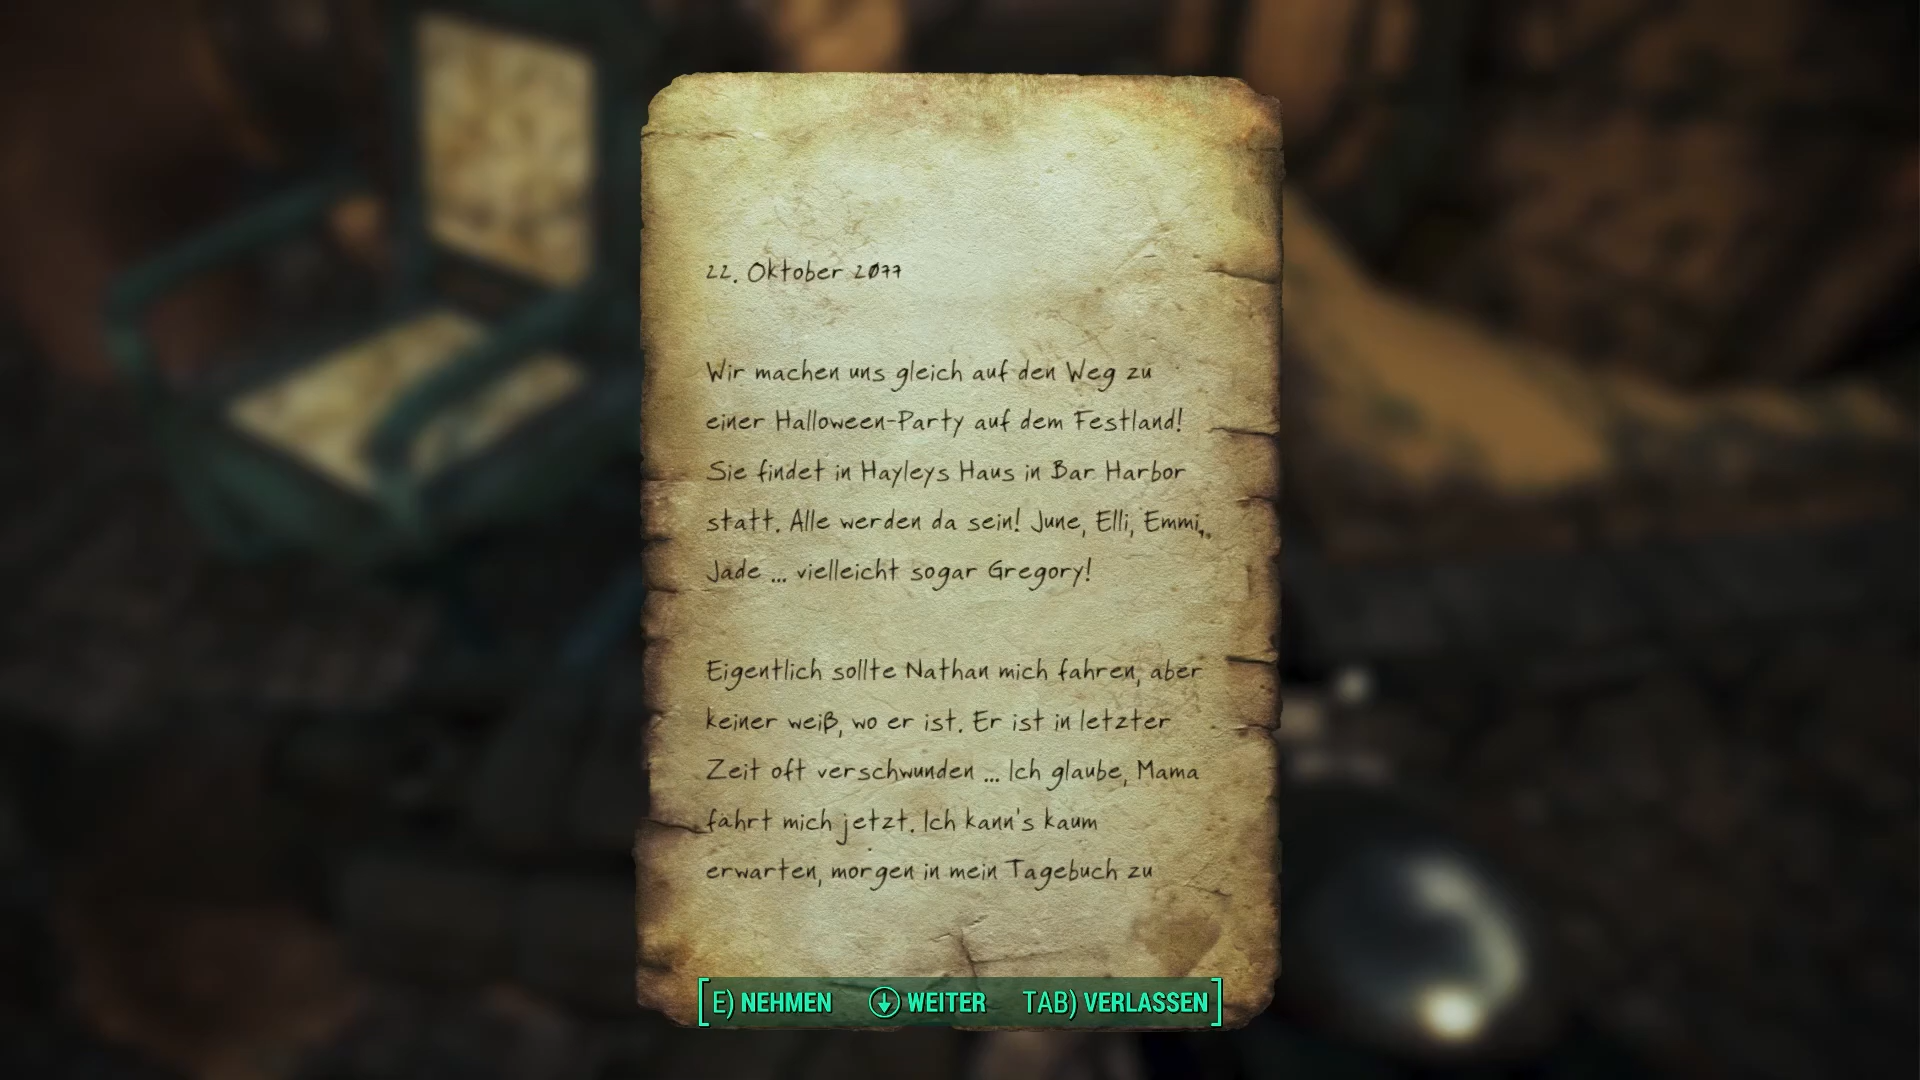 22. Oktober 2077
Wir machen uns gleich auf den Weg zu
einer Halloween-Party auf dem Festland!
Sie findet in Hayleys Haus in Bar Harbor
statt. Alle werden da sein! June, Elli, Emmi,
Jade ... vielleicht sogar Gregory!
Eigentlich sollte Nathan mich fahren, aber
keiner weiß, wo er ist. Er ist in letzter
Zeit oft verschwunden ... Ich glaube, Mama
fährt mich jetzt. Ich kann's kaum
erwarten, morgen in mein Tagebuch zu
E) NEHMEN WEITER TAB) VERLASSEN